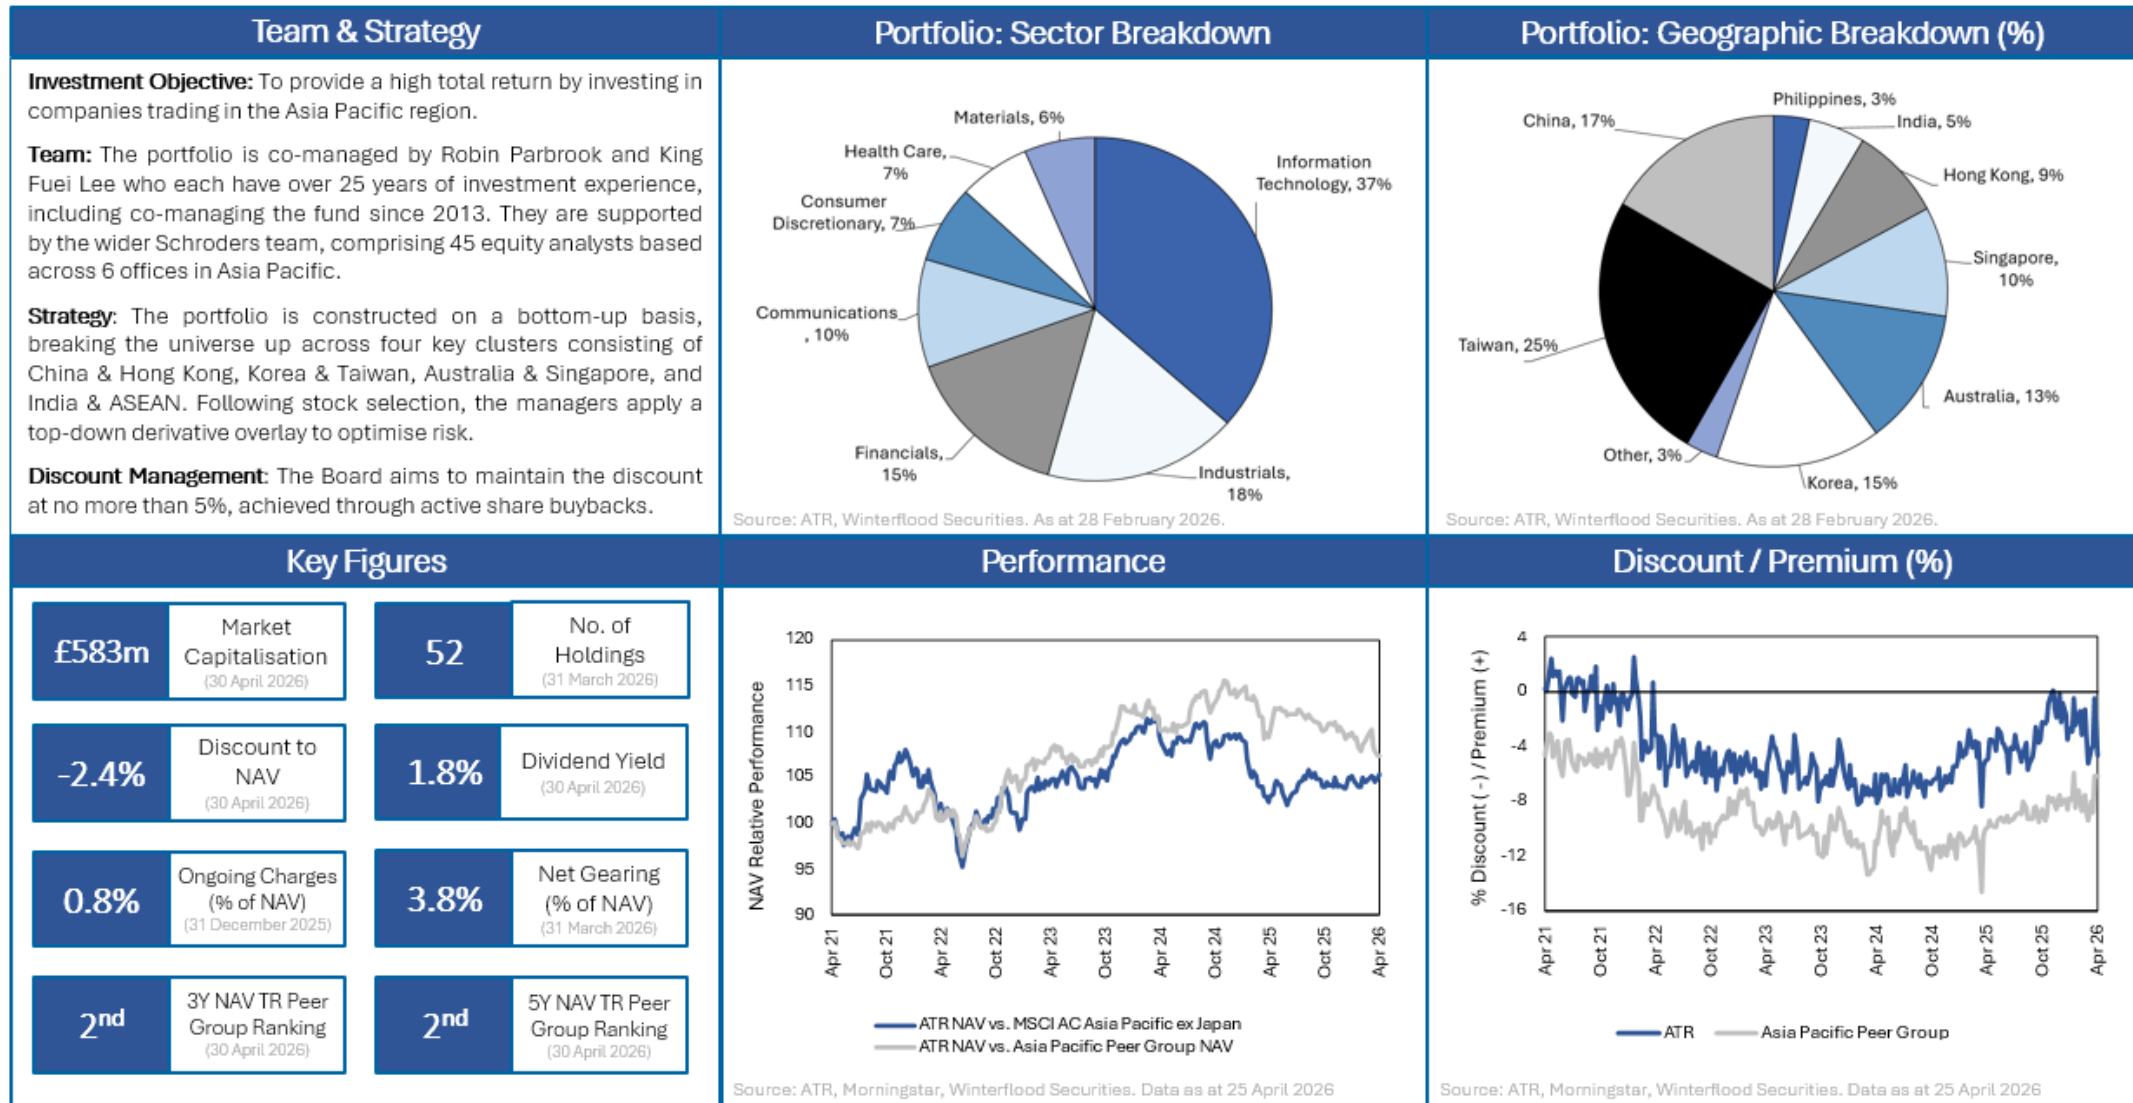 Team & Strategy
Investment Objective: To provide a high total return by investing in
companies trading in the Asia Pacific region.
Team: The portfolio is co-managed by Robin Parbrook and King
Fuei Lee who each have over 25 years of investment experience,
including co-managing the fund since 2013. They are supported
by the wider Schroders team, comprising 45 equity analysts based
across 6 offices in Asia Pacific.
Strategy: The portfolio is constructed on a bottom-up basis,
breaking the universe up across four key clusters consisting of
China & Hong Kong, Korea & Taiwan, Australia & Singapore, and
India & ASEAN. Following stock selection, the managers apply a
top-down derivative overlay to optimise risk.
Discount Management: The Board aims to maintain the discount
at no more than 5%, achieved through active share buybacks.
Portfolio: Sector Breakdown
Materials, 6%
Health Care,
7%
Consumer
Discretionary, 7%
Communications
, 10%
Financials,
15%
Industrials,
18%
Information
Technology, 37%
Source: ATR, Winterflood Securities. As at 28 February 2026.
Portfolio: Geographic Breakdown (%)
Philippines, 3%
India, 5%
Hong Kong, 9%
Singapore,
10%
Australia, 13%
Korea, 15%
Other, 3%
Taiwan, 25%
China, 17%
Source: ATR, Winterflood Securities. As at 28 February 2026.
Key Figures
£583m
Market
Capitalisation
(30 April 2026)
52
No. of
Holdings
(31 March 2026)
-2.4%
Discount to
NAV
(30 April 2026)
1.8%
Dividend Yield
(30 April 2026)
0.8%
Ongoing Charges
(% of NAV)
(31 December 2025)
3.8%
Net Gearing
(% of NAV)
(31 March 2026)
2nd
3Y NAV TR Peer
Group Ranking
(30 April 2026)
2nd
5Y NAV TR Peer
Group Ranking
(30 April 2026)
Performance
NAV Relative Performance
120
115
110
105
100
95
90
Apr 21
Oct 21
Apr 22
Oct 22
Apr 23
Oct 23
Apr 24
Oct 24
Apr 25
Oct 25
Apr 26
ATR NAV vs. MSCI AC Asia Pacific ex Japan
ATR NAV vs. Asia Pacific Peer Group NAV
Source: ATR, Morningstar, Winterflood Securities. Data as at 25 April 2026
Discount / Premium (%)
% Discount ( - ) / Premium (+)
4
0
-4
-8
-12
-16
Apr 21
Oct 21
Apr 22
Oct 22
Apr 23
Oct 23
Apr 24
Oct 24
Apr 25
Oct 25
Apr 26
ATR
Asia Pacific Peer Group
Source: ATR, Morningstar, Winterflood Securities. Data as at 25 April 2026